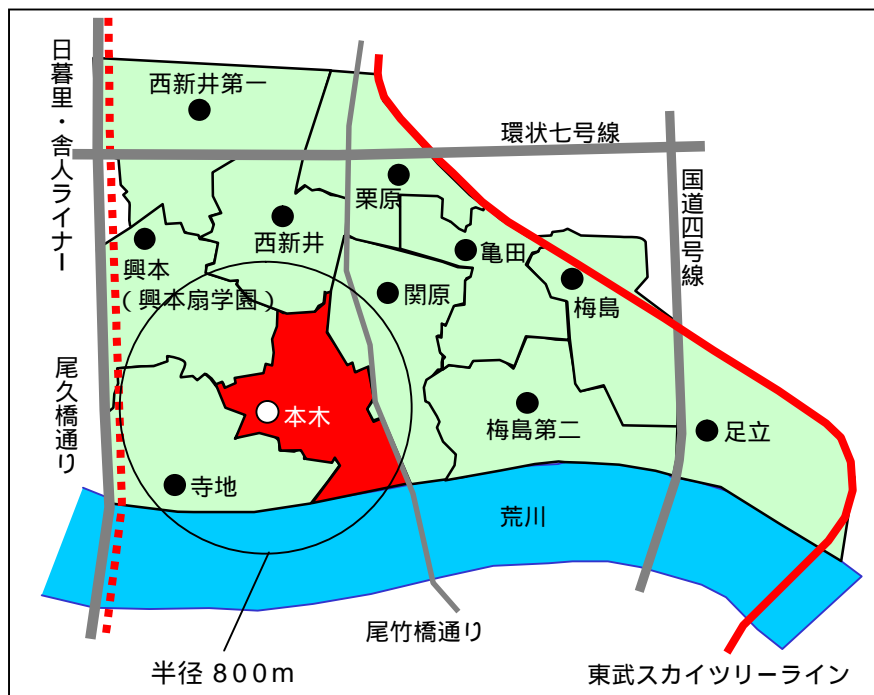 日暮里・舎人ライナー
西新井第一
環状七号線
国道四号線
栗原
西新井
亀田
興本
(興本扇学園)
関原
梅島
尾久橋通り
本木
梅島第二
足立
寺地
荒川
尾竹橋通り
半径800m
東武スカイツリーライン